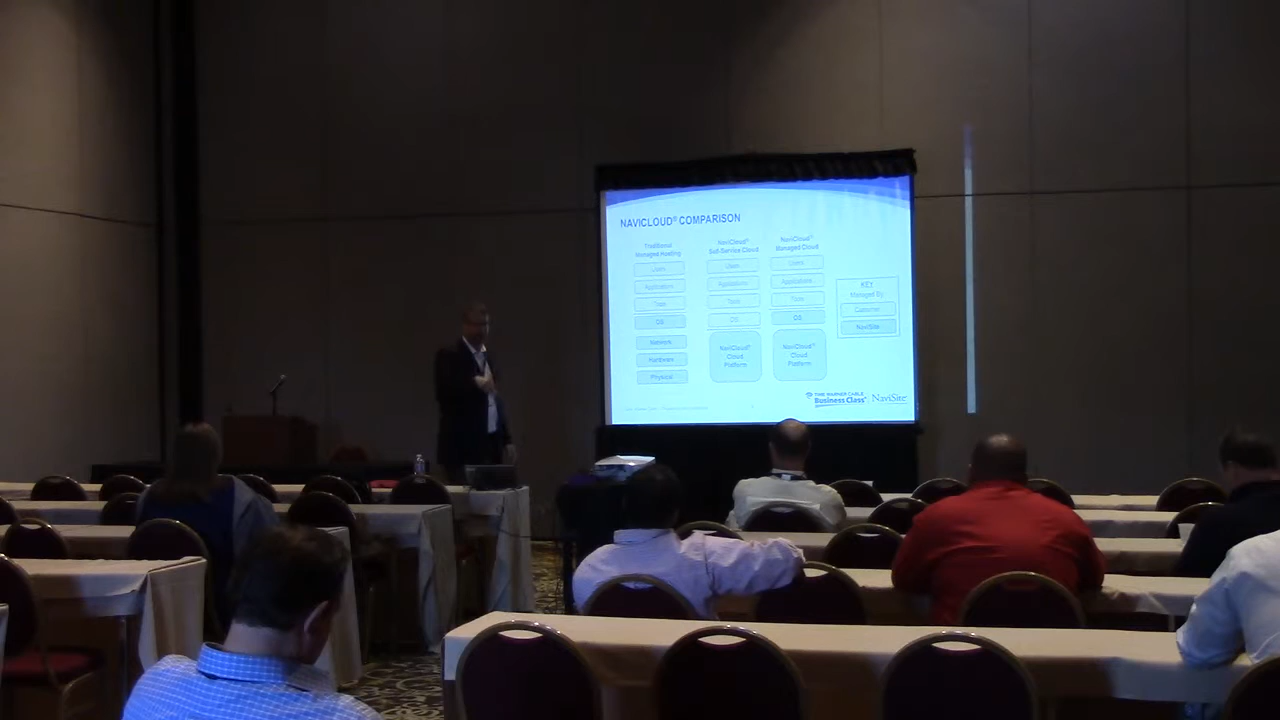 NAVICLOUD® COMPARISON
Traditional
Managed Hosting
Users
Applications
Tools
OS
Network
Hardware
Physical
NaviCloud®
Self-Service Cloud
Users
Applications
Tools
OS
NaviCloud®
Cloud
Platform
NaviCloud®
Managed Cloud
Users
Applications
Tools
OS
NaviCloud®
Cloud
Platform
KEY
Managed By
Customer
NaviSite
TIME WARNER CABLE
Business Class
NaviSite